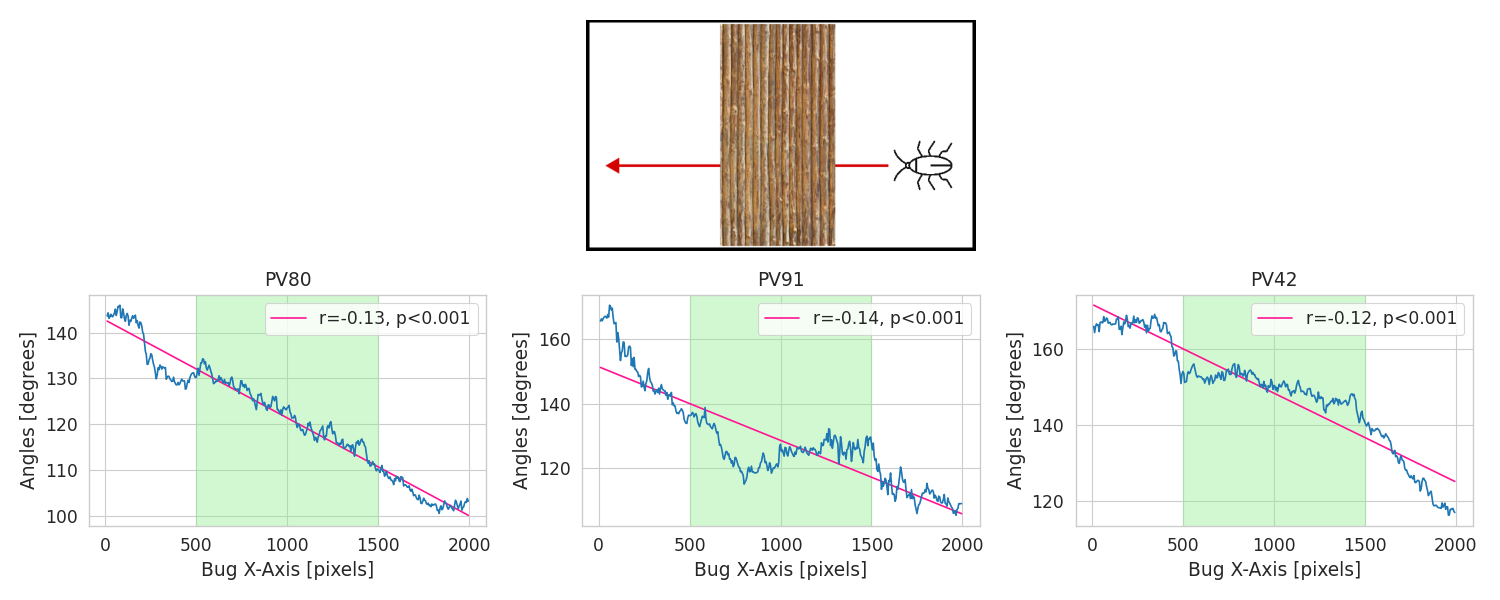 PV80
r=-0.13, p<0.001
140
130
120
110
100
Angles [degrees]
0 500 1000 1500 2000
Bug X-Axis [pixels]
PV91
r=-0.14, p<0.001
160
140
120
Angles [degrees]
0 500 1000 1500 2000
Bug X-Axis [pixels]
PV42
r=-0.12, p<0.001
160
140
120
Angles [degrees]
0 500 1000 1500 2000
Bug X-Axis [pixels]